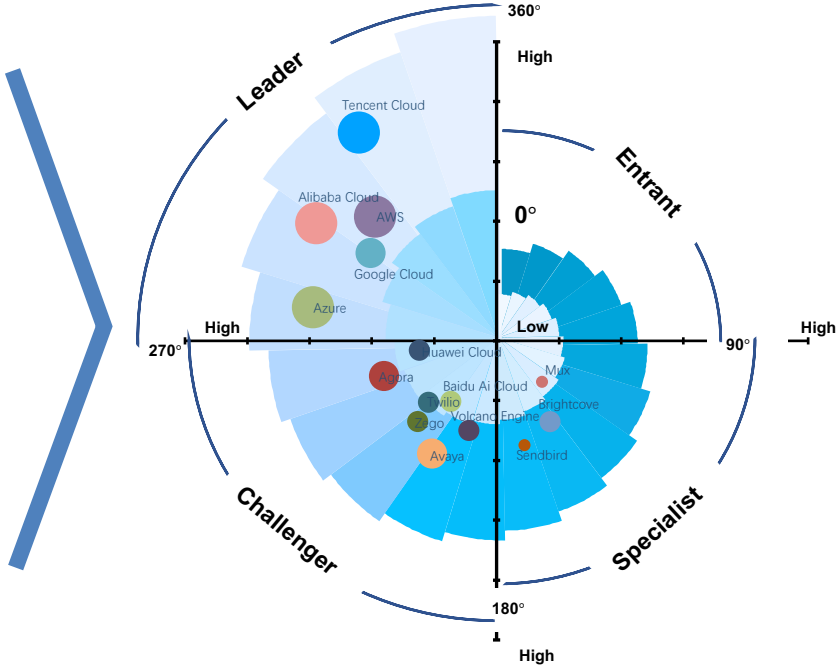 360°
High
Leader
Tencent Cloud
Entrant
Alibaba Cloud
AWS
0°
Google Cloud
Azure
High
Low
High
270°
90°
Huawei Cloud
Agora
Mux
Baidu Ai Cloud
Twilio
Brightcove
Volcano Engine
Zego
Avaya
Sendbird
Challenger
Specialist
180°
High